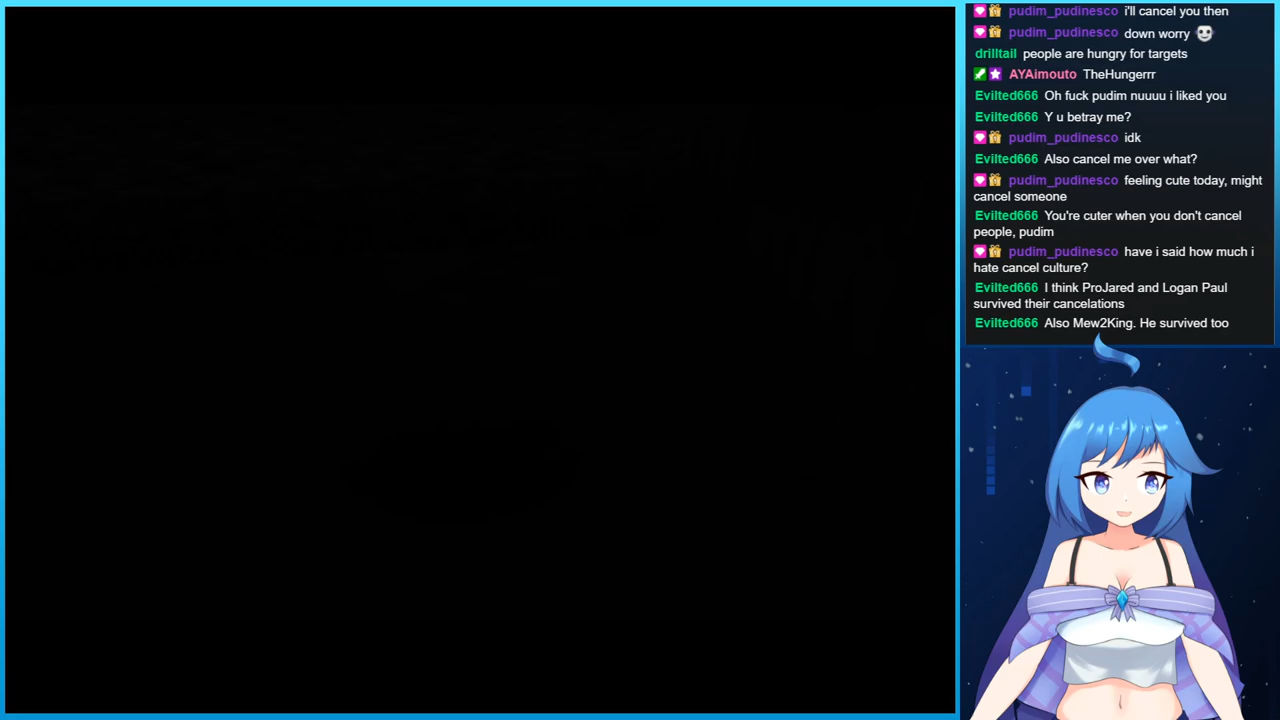 pudim_pudinesco i'll cancel you then
pudim_pudinesco down worry
drilltail people are hungry for targets
AYAimouto TheHungerrr
Evilted666 Oh fuck pudim nuuuu i liked you
Evilted666 Y u betray me?
pudim_pudinesco idk
Evilted666 Also cancel me over what?
pudim_pudinesco feeling cute today, might
cancel someone
Evilted666 You're cuter when you don't cancel
people, pudim
pudim_pudinesco have i said how much i
hate cancel culture?
Evilted666 I think ProJared and Logan Paul
survived their cancelations
Evilted666 Also Mew2King. He survived too